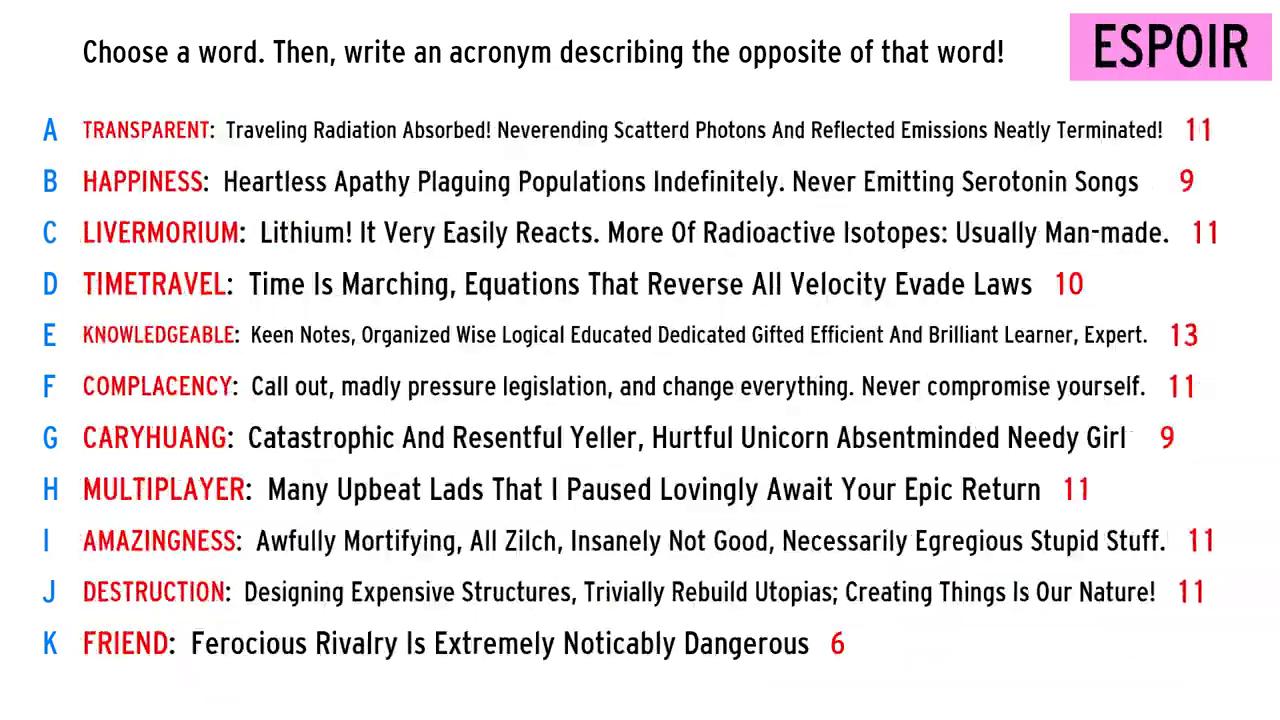 Choose a word. Then, write an acronym describing the opposite of that word!
ESPOIR
A TRANSPARENT: Traveling Radiation Absorbed! Neverending Scatterd Photons And Reflected Emissions Neatly Terminated! 11
B HAPPINESS: Heartless Apathy Plaguing Populations Indefinitely. Never Emitting Serotonin Songs 9
C LIVERMORIUM: Lithium! It Very Easily Reacts. More Of Radioactive Isotopes: Usually Man-made. 11
D TIMETRAVEL: Time Is Marching, Equations That Reverse All Velocity Evade Laws 10
E KNOWLEDGEABLE: Keen Notes, Organized Wise Logical Educated Dedicated Gifted Efficient And Brilliant Learner, Expert. 13
F COMPLACENCY: Call out, madly pressure legislation, and change everything. Never compromise yourself. 11
G CARYHUANG: Catastrophic And Resentful Yeller, Hurtful Unicorn Absentminded Needy Girl 9
H MULTIPLAYER: Many Upbeat Lads That I Paused Lovingly Await Your Epic Return 11
I AMAZINGNESS: Awfully Mortifying, All Zilch, Insanely Not Good, Necessarily Egregious Stupid Stuff. 11
J DESTRUCTION: Designing Expensive Structures, Trivially Rebuild Utopias; Creating Things Is Our Nature! 11
K FRIEND: Ferocious Rivalry Is Extremely Noticably Dangerous 6